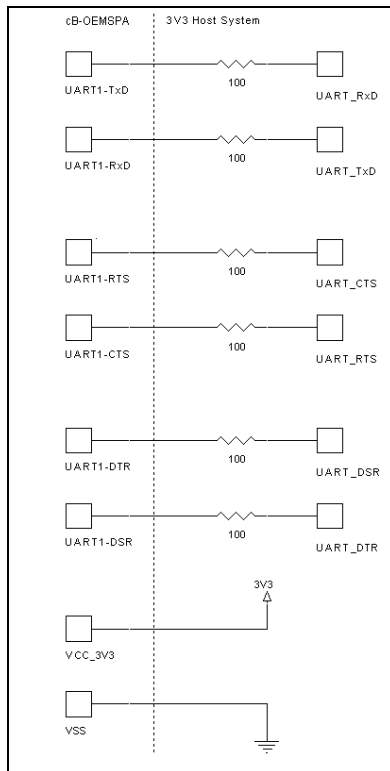 cB-OEMSPA 3V3 Host System
UART1-TxD 100 UART_RxD
UART1-RxD 100 UART_TxD
UART1-RTS 100 UART_CTS
UART1-CTS 100 UART_RTS
UART1-DTR 100 UART_DSR
UART1-DSR 100 UART_DTR
3V3
VCC_3V3
VSS